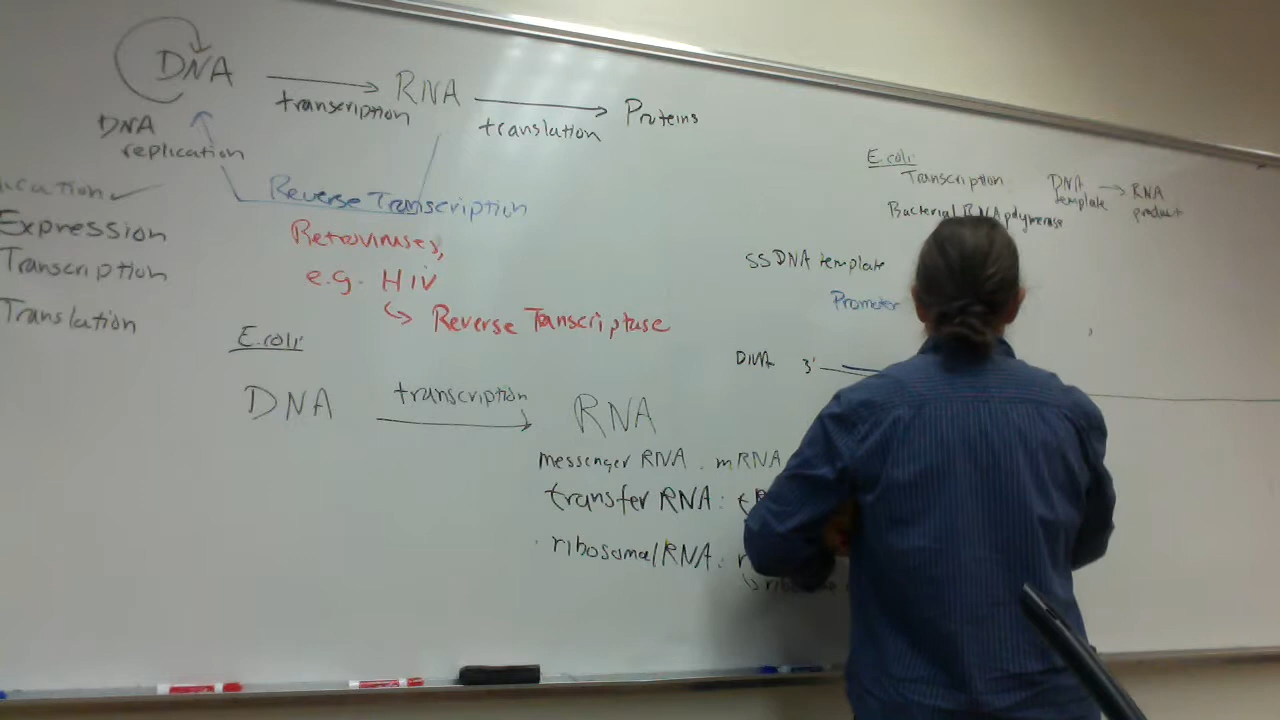 DNA → RNA → Proteins
transcription
translation
DNA
replication
Reverse Transcription
Expression
Transcription
Translation
Retroviruses,
e.g. HIV
↳ Reverse Transcriptase
E.coli
DNA → RNA
transcription
messenger RNA . mRNA
transfer RNA :
ribosomal RNA :
E.coli
Transcription
DNA → RNA
template product
Bacterial RNA polymerase
ssDNA template
Promoter
DNA 3'